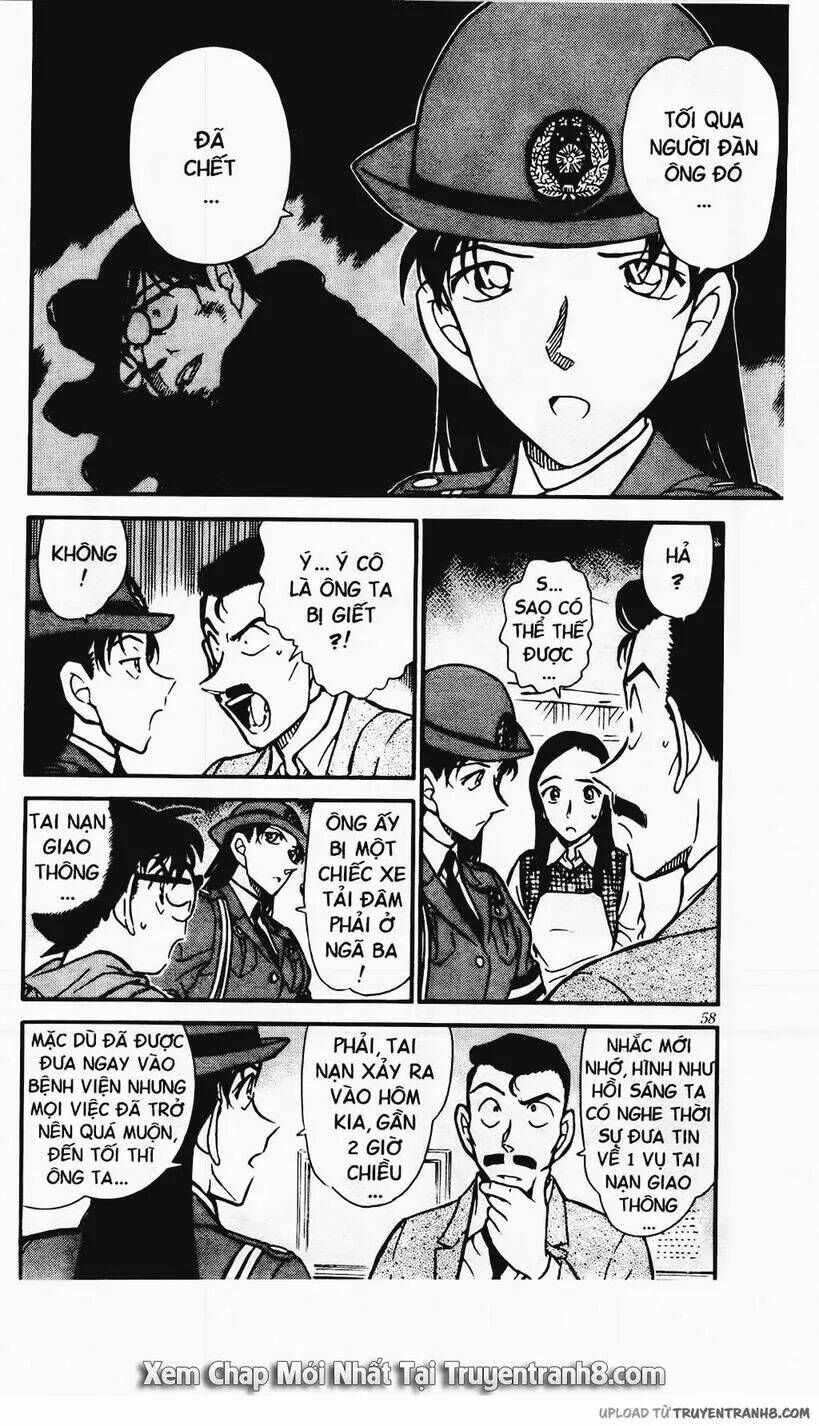 TỐI QUA
NGƯỜI ĐÀN
ÔNG ĐÓ
...
ĐÃ
CHẾT
...
HẢ
?
S...
SAO CÓ
THỂ THẾ
ĐƯỢC
...
Ý... Ý CÔ
LÀ ÔNG TA
BỊ GIẾT
?!
KHÔNG
!
ÔNG ẤY
BỊ MỘT
CHIẾC XE
TẢI ĐÂM
PHẢI Ở
NGÃ BA
!
TAI NẠN
GIAO
THÔNG
...
58
NHẮC MỚI
NHỚ, HÌNH NHƯ
HỒI SÁNG TA
CÓ NGHE THỜI
SỰ ĐƯA TIN
VỀ 1 VỤ TAI
NẠN GIAO
THÔNG
...
PHẢI, TAI
NẠN XẢY RA
VÀO HÔM
KIA, GẦN
2 GIỜ
CHIỀU
...
MẶC DÙ ĐÃ ĐƯỢC
ĐƯA NGAY VÀO
BỆNH VIỆN NHƯNG
MỌI VIỆC ĐÃ TRỞ
NÊN QUÁ MUỘN,
ĐẾN TỐI THÌ
ÔNG TA...
Xem Chap Mới Nhất Tại Truyentranh8.com
UPLOAD TỪ TRUYENTRANH8.COM